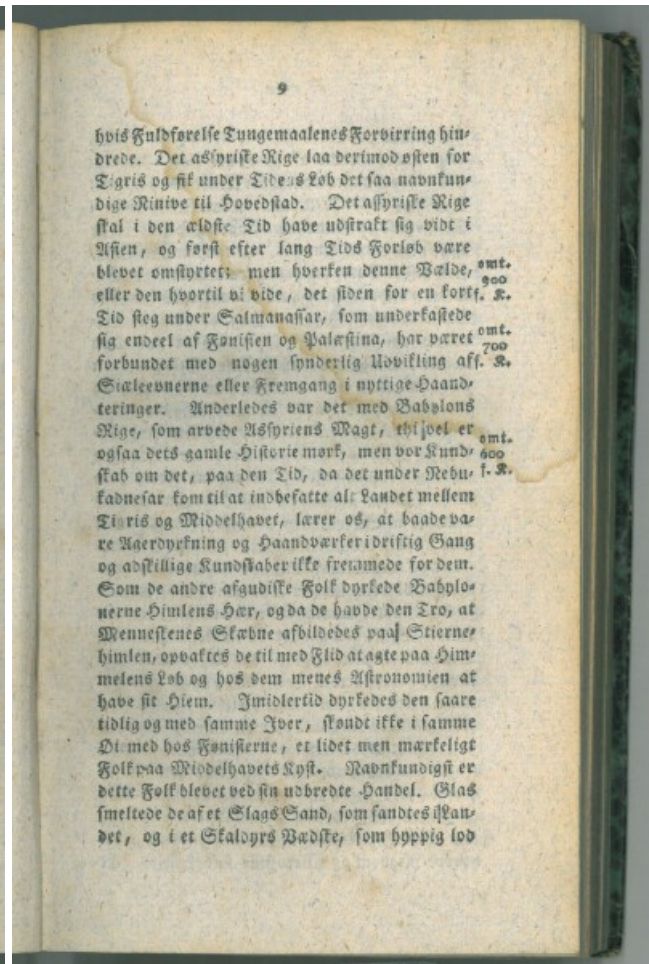 9
hvis Fuldførelse Tungemaalenes Forvirring hin-
drede. Det assyriske Rige laa derimod østen for
Tigris og fik under Tidens Løb det saa navnkun-
dige Ninive til Hovedstad. Det assyriske Rige
skal i den ældste Tid have udstrakt sig vidt i
Asien, og først efter lang Tids Forløb være
blevet omstyrtet; men hverken denne Vælde, omt.
900
eller den hvortil vi vide, det siden for en kort f. K.
Tid steg under Salmanassar, som underkastede
sig endeel af Fønisien og Palæstina, har været omt.
700
forbundet med nogen synderlig Udvikling af f. K.
Siæleevnerne eller Fremgang i nyttige Haand-
teringer. Anderledes var det med Babylons
Rige, som arvede Assyriens Magt, thi vel er omt.
ogsaa dets gamle Historie mørk, men vor Kund- 600
skab om det, paa den Tid, da det under Nebu- f. K.
kadnesar kom til at indbefatte alt Landet mellem
Tigris og Middelhavet, lærer os, at baade va-
re Agerdyrkning og Haandværker i driftig Gang
og adskillige Kundskaber ikke fremmede for dem.
Som de andre afgudiske Folk dyrkede Babylo-
nerne Himlens Hær, og da de havde den Tro, at
Menneskenes Skæbne afbildedes paa Stierne-
himlen, opvaktes de til med Flid at agte paa Him-
melens Løb og hos dem menes Astronomien at
have sit Hiem. Imidlertid dyrkedes den saare
tidlig og med samme Iver, skøndt ikke i samme
Øimed hos Føniserne, et lidet men mærkeligt
Folk paa Middelhavets Kyst. Navnkundigst er
dette Folk blevet ved sin udbredte Handel. Glas
smeltede de af et Slags Sand, som fandtes i Lan-
det, og i et Skaldyrs Vædske, som hyppig lod